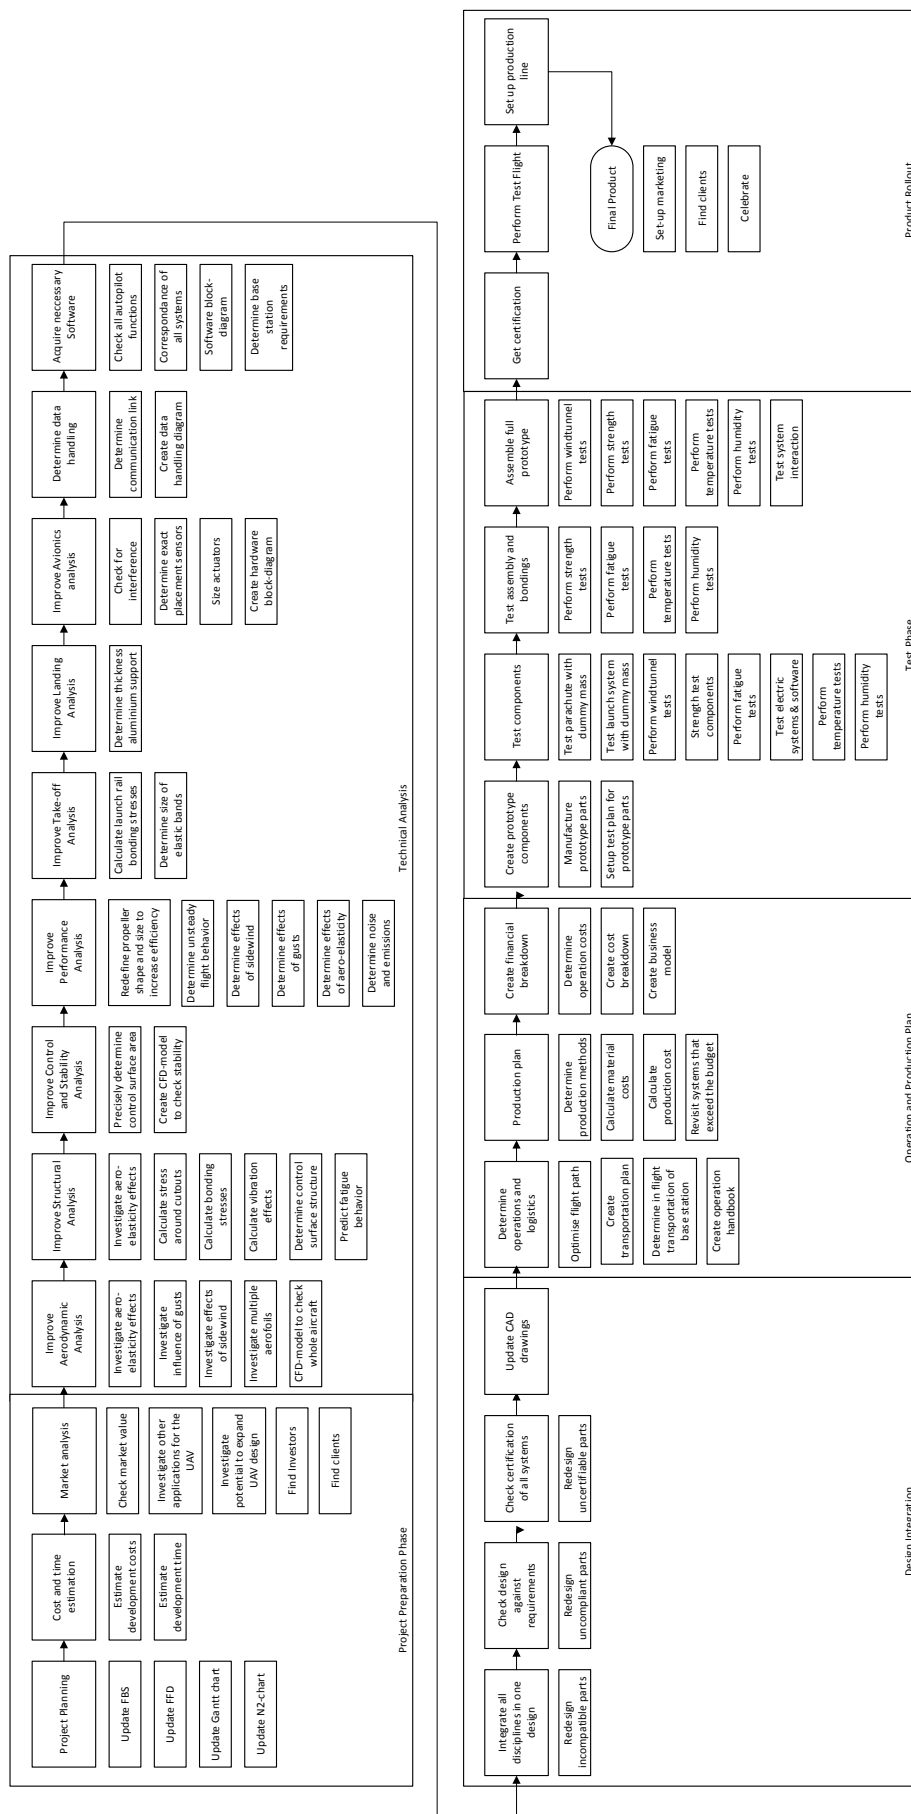 Project Planning
Update FBS
Update FFD
Update Gantt chart
Update N2-chart
Cost and time
estimation
Estimate
development costs
Estimate
development time
Market analysis
Check market value
Investigate other
applications for the
UAV
Investigate
potential to expand
UAV design
Find Investors
Find clients
Project Preparation Phase
Improve
Aerodynamic
Analysis
Investigate aero-
elasticity effects
Investigate
influence of gusts
Investigate effects
of sidewind
Investigate multiple
aerofoils
CFD-model to check
whole aircraft
Improve Structural
Analysis
Investigate aero-
elasticity effects
Calculate stress
around cutouts
Calculate bonding
stresses
Calculate vibration
effects
Determine control
surface structure
Predict fatigue
behavior
Improve Control
and Stability
Analysis
Precisely determine
control surface area
Create CFD-model
to check stability
Improve
Performance
Analysis
Redefine propeller
shape and size to
increase efficiency
Determine unsteady
flight behavior
Determine effects
of sidewind
Determine effects
of gusts
Determine effects
of aero-elasticity
Determine noise
and emissions
Improve Take-off
Analysis
Calculate launch rail
bonding stresses
Determine size of
elastic bands
Improve Landing
Analysis
Determine thickness
aluminium support
Improve Avionics
analysis
Check for
interference
Determine exact
placement sensors
Size actuators
Create hardware
block-diagram
Determine data
handling
Determine
communication link
Create data
handling diagram
Acquire neccessary
Software
Check all autopilot
functions
Correspondance of
all systems
Software block-
diagram
Determine base
station
requirements
Technical Analysis
Integrate all
disciplines in one
design
Redesign
incompatible parts
Check design
against
requirements
Redesign
uncompliant parts
Check certification
of all systems
Redesign
uncertifiable parts
Update CAD
drawings
Design Integration
Determine
operations and
logistics
Optimise flight path
Create
transportation plan
Determine in flight
transportation of
base station
Create operation
handbook
Production plan
Determine
production methods
Calculate material
costs
Calculate
production cost
Revisit systems that
exceed the budget
Create financial
breakdown
Determine
operation costs
Create cost
breakdown
Create business
model
Operation and Production Plan
Create prototype
components
Manufacture
prototype parts
Setup test plan for
prototype parts
Test components
Test parachute with
dummy mass
Test launch system
with dummy mass
Perform windtunnel
tests
Strength test
components
Perform fatigue
tests
Test electric
systems & software
Perform
temperature tests
Perform humidity
tests
Test assembly and
bondings
Perform strength
tests
Perform fatigue
tests
Perform
temperature tests
Perform humidity
tests
Assemble full
prototype
Perform windtunnel
tests
Perform strength
tests
Perform fatigue
tests
Perform
temperature tests
Perform humidity
tests
Test system
interaction
Test Phase
Get certification
Perform Test Flight
Set up production
line
Final Product
Set-up marketing
Find clients
Celebrate
Product Rollout